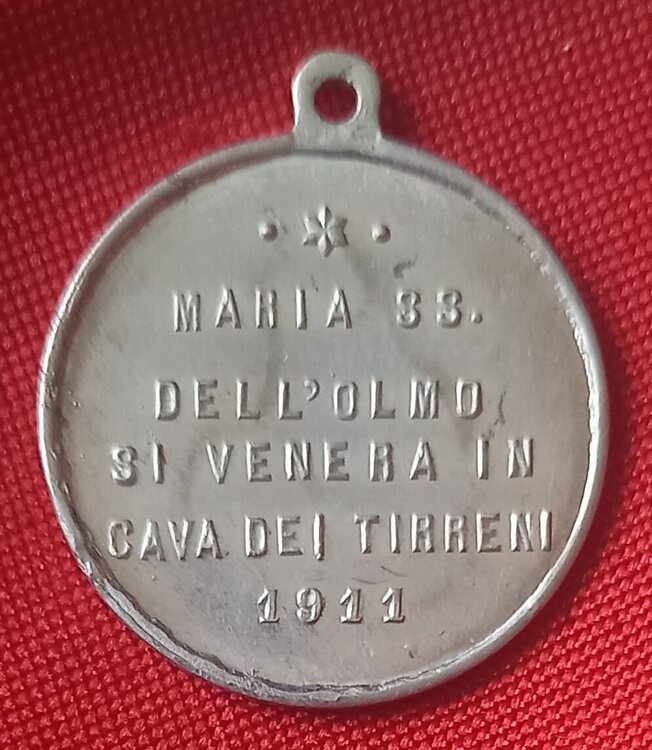 MARIA SS.
DELL'OLMO
SI VENERA IN
CAVA DEI TIRRENI
1911